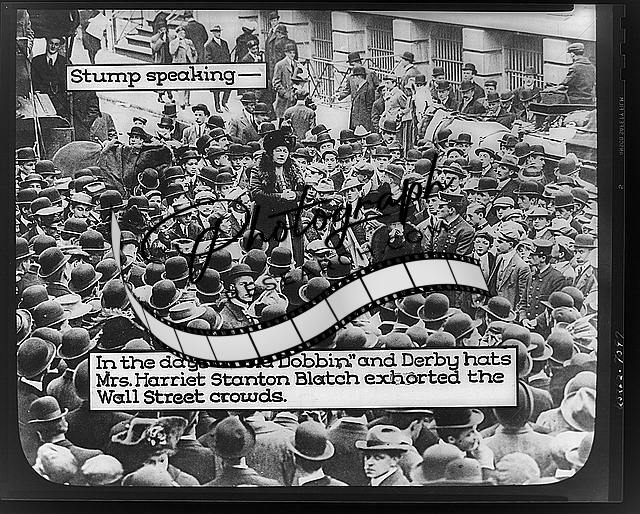 Stump speaking —
Photograph
In the days Dobbin" and Derby hats
Mrs. Harriet Stanton Blatch exhorted the
Wall Street crowds.